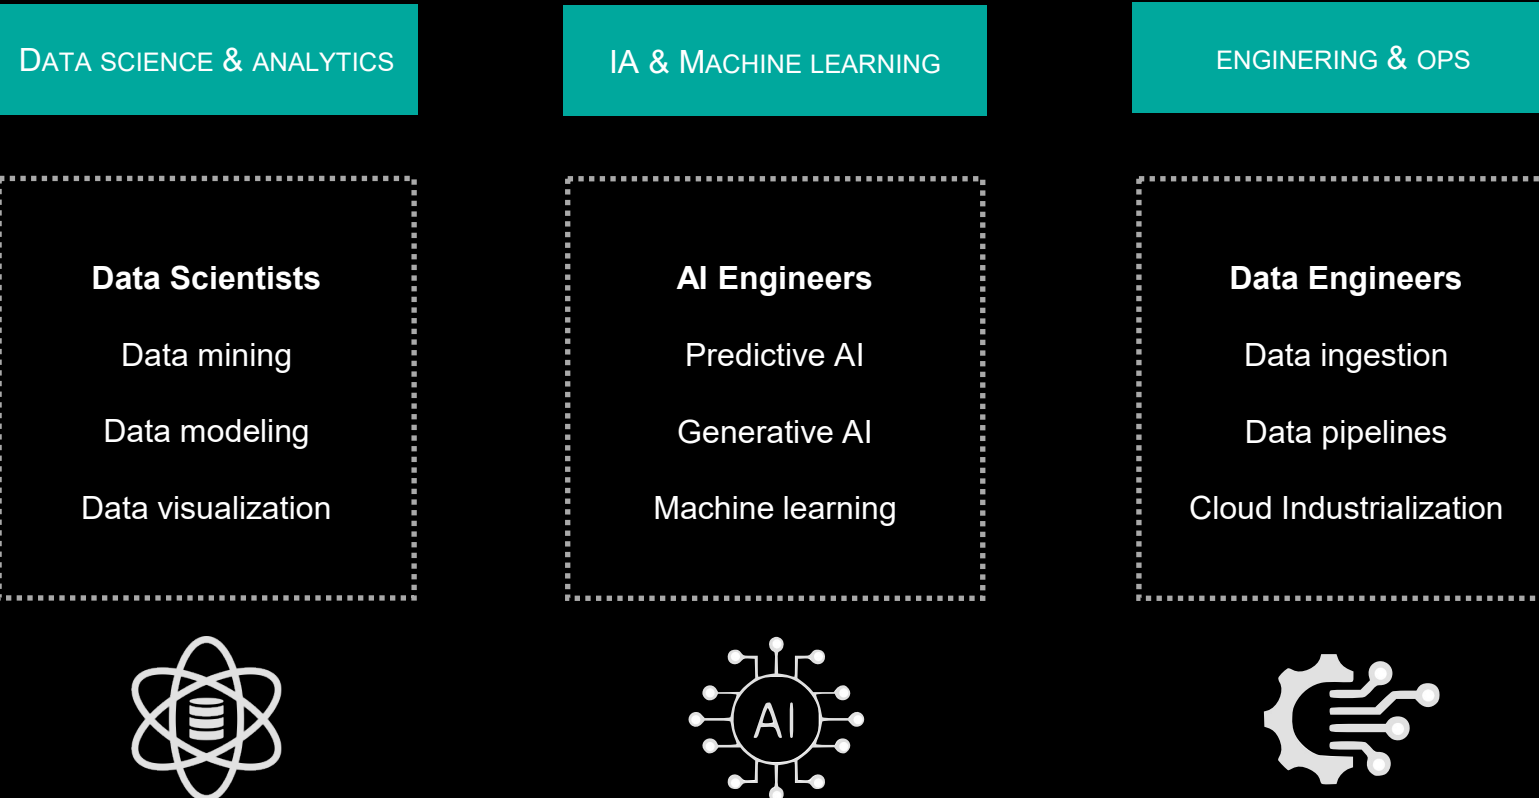 DATA SCIENCE & ANALYTICS
IA & MACHINE LEARNING
ENGINERING & OPS
Data Scientists
Data mining
Data modeling
Data visualization
AI Engineers
Predictive AI
Generative AI
Machine learning
Data Engineers
Data ingestion
Data pipelines
Cloud Industrialization
AI